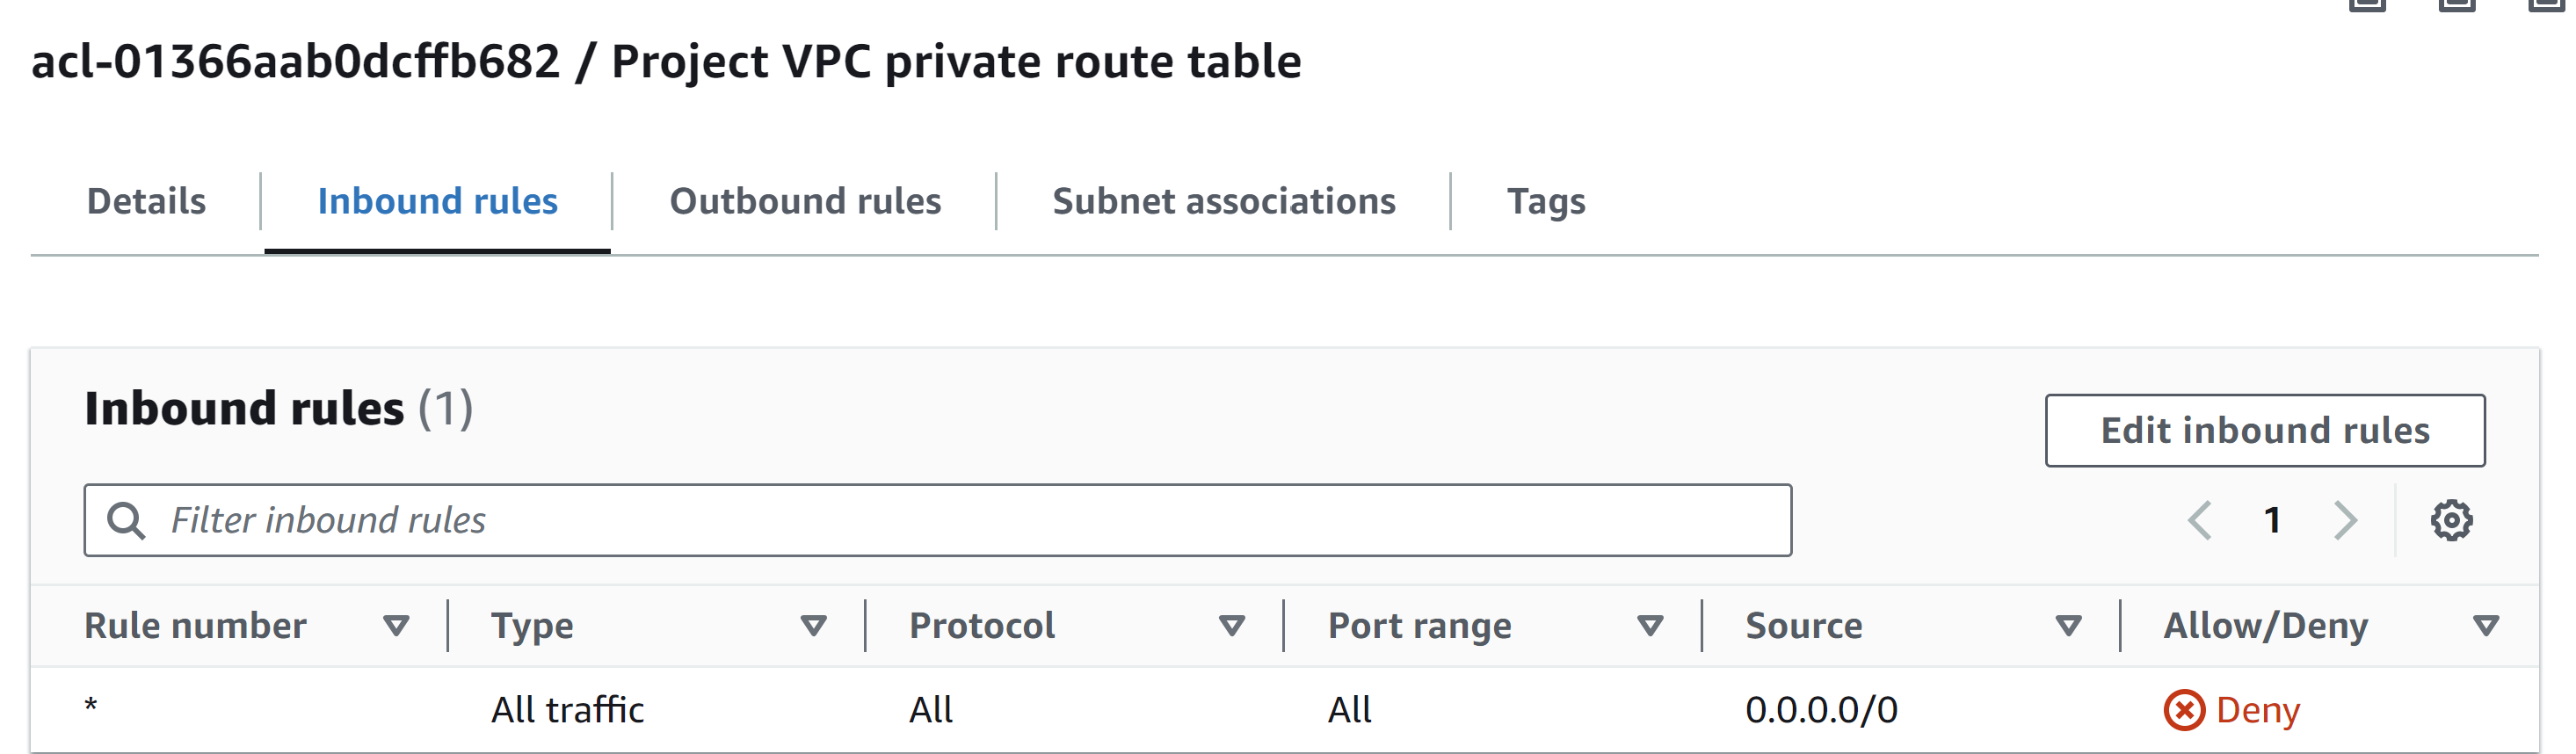 acl-01366aab0dcffb682 / Project VPC private route table
Details Inbound rules Outbound rules Subnet associations Tags
Inbound rules (1)
Edit inbound rules
Filter inbound rules
1
Rule number Type Protocol Port range Source Allow/Deny
* All traffic All All 0.0.0.0/0 Deny